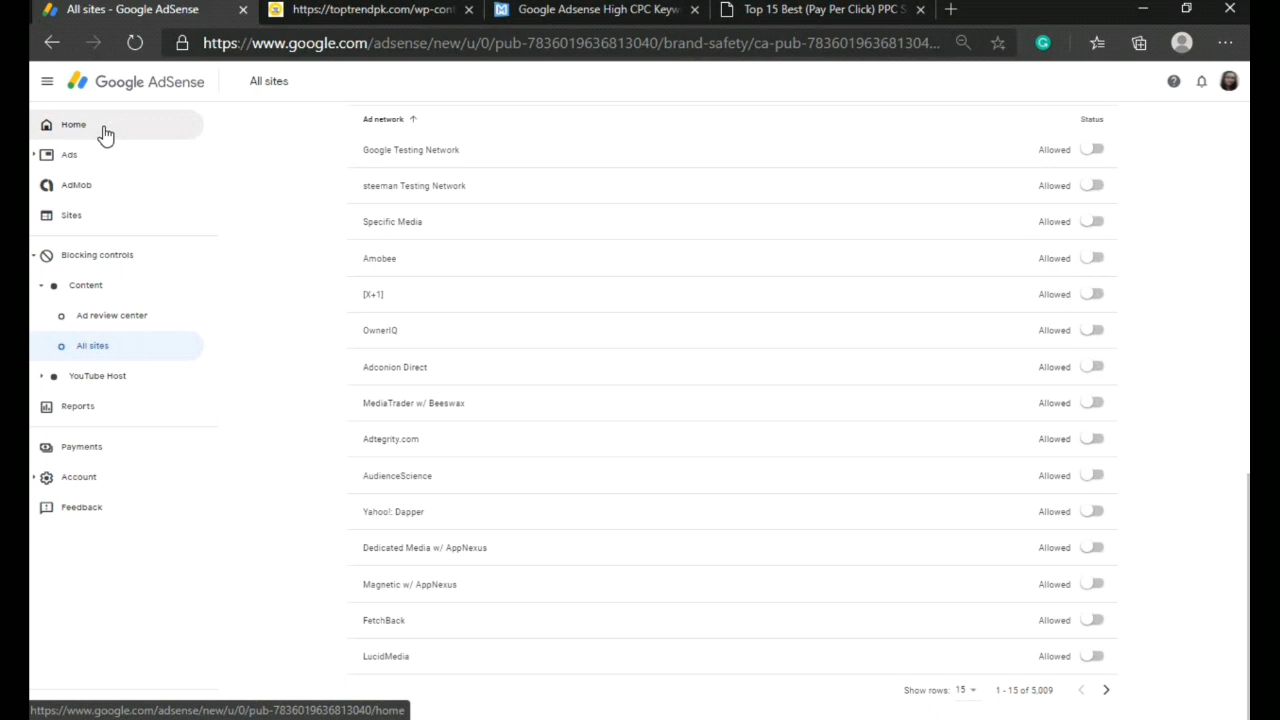 All sites - Google AdSense
https://toptrendpk.com/wp-cont
Google Adsense High CPC Keyw
5 Best (Pay Per Click) PPC S
https://www.google.com/adsense/new/u/0/pub-7836019636813040/brand-safety/ca-pub-783601963681304...
Google AdSense
All sites
Home
Ads
AdMob
Sites
Blocking controls
Content
Ad review center
All sites
YouTube Host
Reports
Payments
Account
Feedback
Ad network
Status
Google Testing Network
Allowed
steeman Testing Network
Allowed
Specific Media
Allowed
Amobee
Allowed
[X+1]
Allowed
OwnerIQ
Allowed
Adconion Direct
Allowed
MediaTrader w/ Beeswax
Allowed
Adtegrity.com
Allowed
AudienceScience
Allowed
Yahoo!: Dapper
Allowed
Dedicated Media w/ AppNexus
Allowed
Magnetic w/ AppNexus
Allowed
FetchBack
Allowed
LucidMedia
Allowed
Show rows: 15
1 - 15 of 5,009
https://www.google.com/adsense/new/u/0/pub-7836019636813040/home